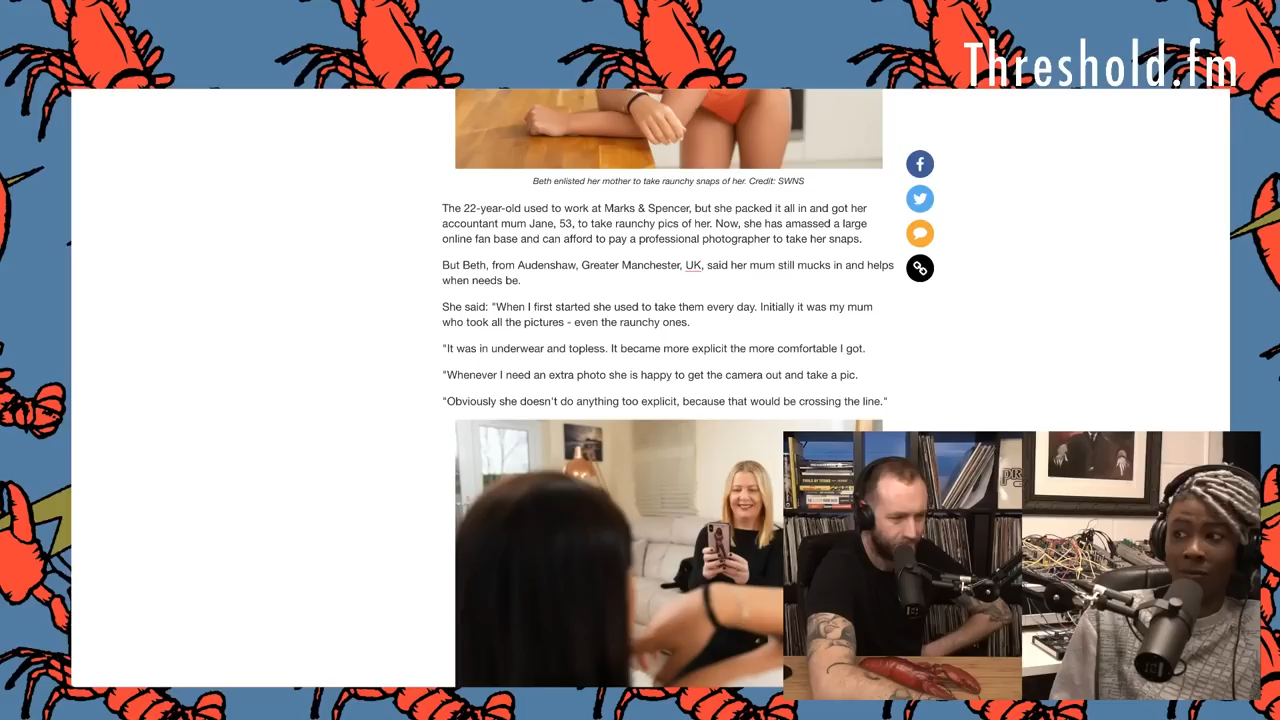 Threshold.fm
Beth enlisted her mother to take raunchy snaps of her. Credit: SWNS
The 22-year-old used to work at Marks & Spencer, but she packed it all in and got her
accountant mum Jane, 53, to take raunchy pics of her. Now, she has amassed a large
online fan base and can afford to pay a professional photographer to take her snaps.
But Beth, from Audenshaw, Greater Manchester, UK, said her mum still mucks in and helps
when needs be.
She said: "When I first started she used to take them every day. Initially it was my mum
who took all the pictures - even the raunchy ones.
"It was in underwear and topless. It became more explicit the more comfortable I got.
"Whenever I need an extra photo she is happy to get the camera out and take a pic.
"Obviously she doesn't do anything too explicit, because that would be crossing the line."